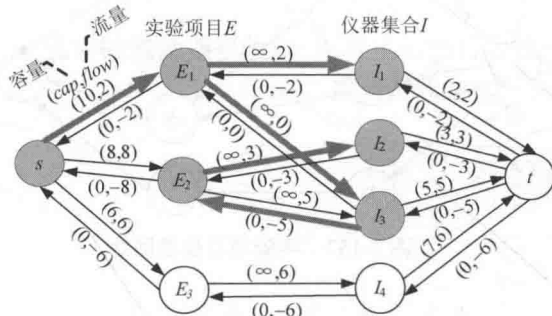 流量
容量
(cap,flow)
实验项目E
仪器集合I
(10,2)
(0,-2)
E₁
(∞,2)
(0,-2)
I₁
(2,2)
(0,-2)
(∞,0)
(0,0)
s
(8,8)
(0,-8)
E₂
(∞,3)
(0,-3)
I₂
(3,3)
(0,-3)
(∞,5)
(0,-5)
I₃
(5,5)
(0,-5)
t
(6,6)
(0,-6)
E₃
(∞,6)
(0,-6)
I₄
(7,6)
(0,-6)